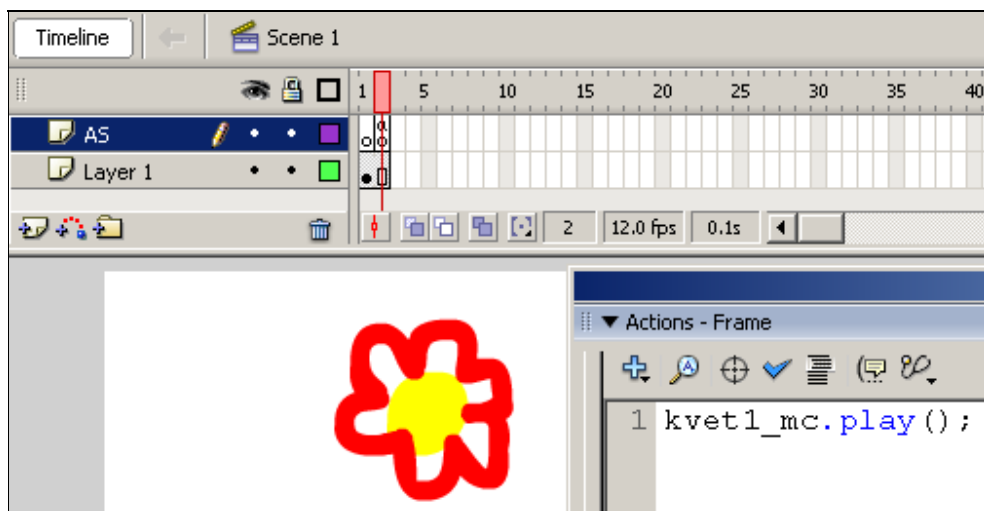 Timeline Scene 1
1 5 10 15 20 25 30 35 40
AS
a
Layer 1
2 12.0 fps 0.1s
Actions - Frame
1 kvet1_mc.play();